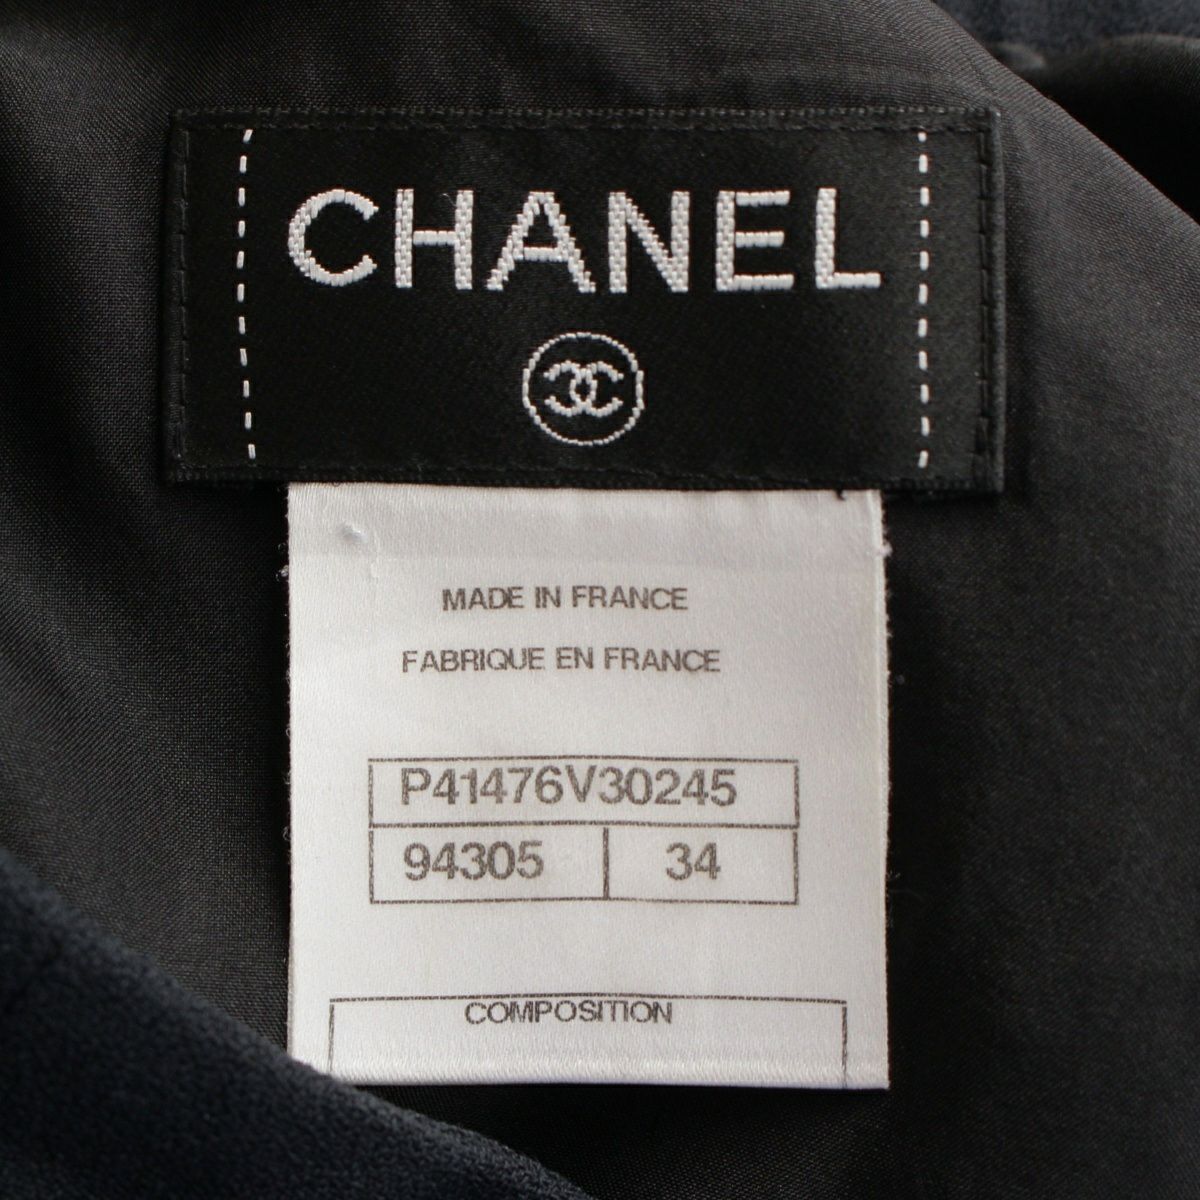 CHANEL
MADE IN FRANCE
FABRIQUE EN FRANCE
P41476V30245
94305 34
COMPOSITION